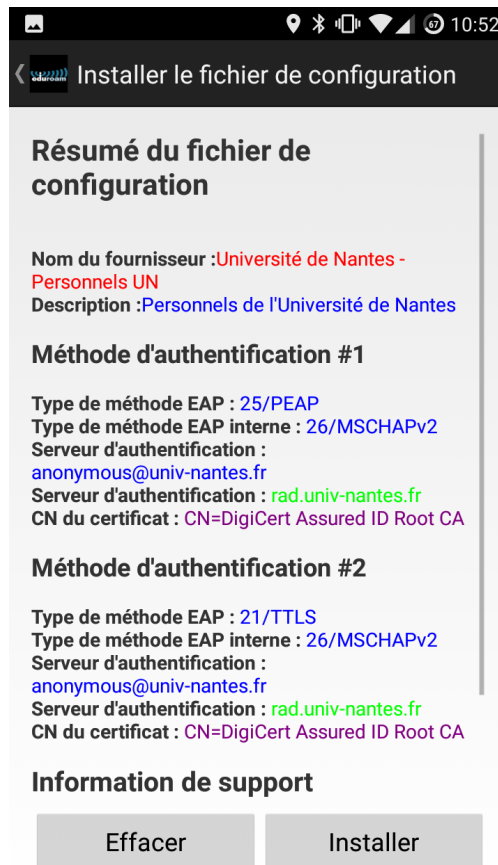 67 10:52
eduroam Installer le fichier de configuration
Résumé du fichier de
configuration
Nom du fournisseur :Université de Nantes -
Personnels UN
Description :Personnels de l'Université de Nantes
Méthode d'authentification #1
Type de méthode EAP : 25/PEAP
Type de méthode EAP interne : 26/MSCHAPv2
Serveur d'authentification :
anonymous@univ-nantes.fr
Serveur d'authentification : rad.univ-nantes.fr
CN du certificat : CN=DigiCert Assured ID Root CA
Méthode d'authentification #2
Type de méthode EAP : 21/TTLS
Type de méthode EAP interne : 26/MSCHAPv2
Serveur d'authentification :
anonymous@univ-nantes.fr
Serveur d'authentification : rad.univ-nantes.fr
CN du certificat : CN=DigiCert Assured ID Root CA
Information de support
Effacer Installer